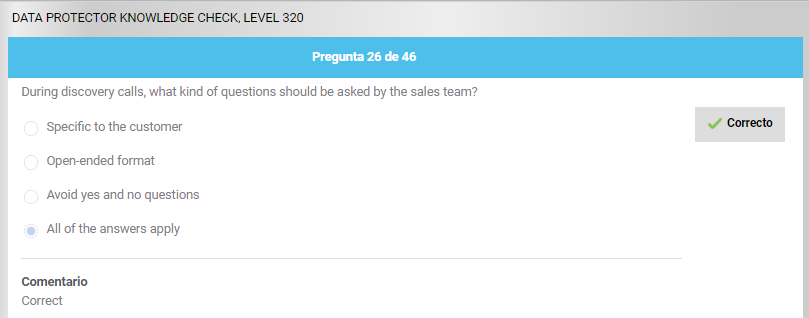 DATA PROTECTOR KNOWLEDGE CHECK, LEVEL 320
Pregunta 26 de 46
During discovery calls, what kind of questions should be asked by the sales team?
Specific to the customer
Correcto
Open-ended format
Avoid yes and no questions
All of the answers apply
Comentario
Correct